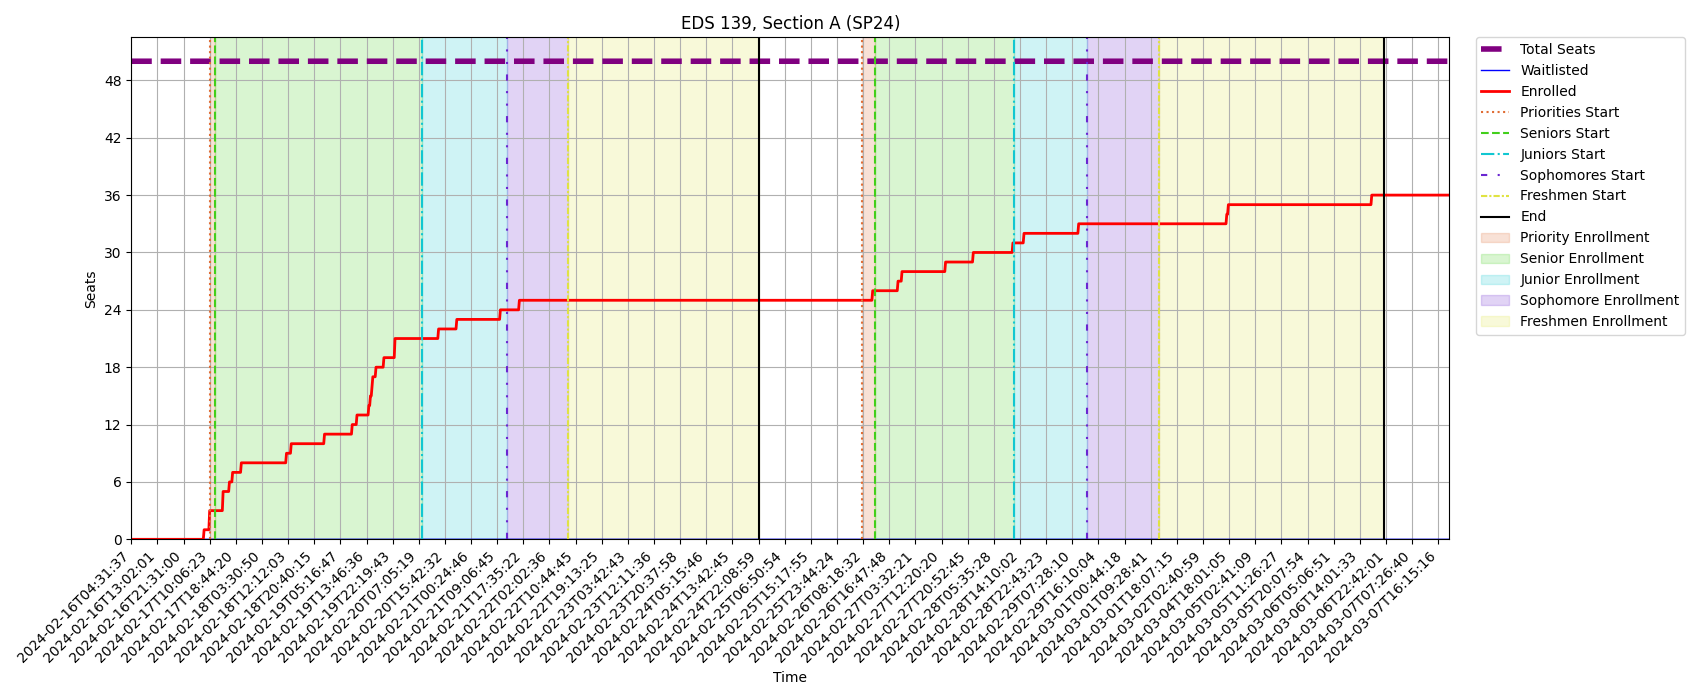 EDS 139, Section A (SP24)
Seats
48
42
36
30
24
18
12
6
0
2024-02-16T04:31:37
2024-02-16T13:02:01
2024-02-16T21:31:00
2024-02-17T10:06:23
2024-02-17T18:44:20
2024-02-18T03:30:50
2024-02-18T12:12:03
2024-02-18T20:40:15
2024-02-19T05:16:47
2024-02-19T13:46:36
2024-02-19T22:19:43
2024-02-20T07:05:19
2024-02-20T15:42:32
2024-02-21T00:24:46
2024-02-21T09:06:45
2024-02-21T17:35:22
2024-02-22T02:02:36
2024-02-22T10:44:45
2024-02-22T19:13:25
2024-02-23T03:42:43
2024-02-23T12:11:36
2024-02-23T20:37:58
2024-02-24T05:15:46
2024-02-24T13:42:45
2024-02-24T22:08:59
2024-02-25T06:50:54
2024-02-25T15:17:55
2024-02-25T23:44:24
2024-02-26T08:18:32
2024-02-26T16:47:48
2024-02-27T03:32:21
2024-02-27T12:20:20
2024-02-27T20:52:45
2024-02-28T05:35:28
2024-02-28T14:10:02
2024-02-28T22:43:23
2024-02-29T07:28:10
2024-02-29T16:10:04
2024-03-01T00:44:18
2024-03-01T09:28:41
2024-03-01T18:07:15
2024-03-02T02:40:59
2024-03-04T18:01:05
2024-03-05T02:41:09
2024-03-05T11:26:27
2024-03-05T20:07:54
2024-03-06T05:06:51
2024-03-06T14:01:33
2024-03-06T22:42:01
2024-03-07T07:26:40
2024-03-07T16:15:16
Time
Total Seats
Waitlisted
Enrolled
Priorities Start
Seniors Start
Juniors Start
Sophomores Start
Freshmen Start
End
Priority Enrollment
Senior Enrollment
Junior Enrollment
Sophomore Enrollment
Freshmen Enrollment